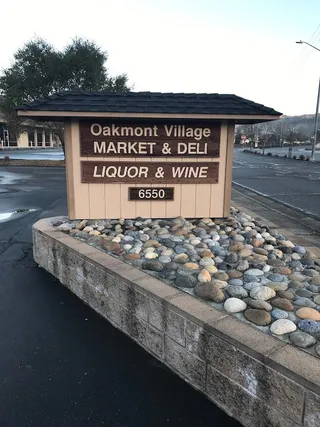 Oakmont Village
MARKET & DELI
LIQUOR & WINE
6550